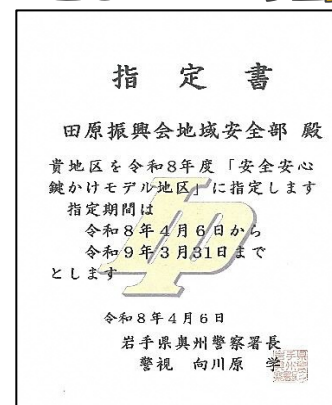 指定書
田原振興会地域安全部 殿
貴地区を令和8年度「安全安心
鍵かけモデル地区」に指定します
指定期間は
令和8年4月6日から
令和9年3月31日まで
とします
令和8年4月6日
岩手県奥州警察署長
警視 向川原 学